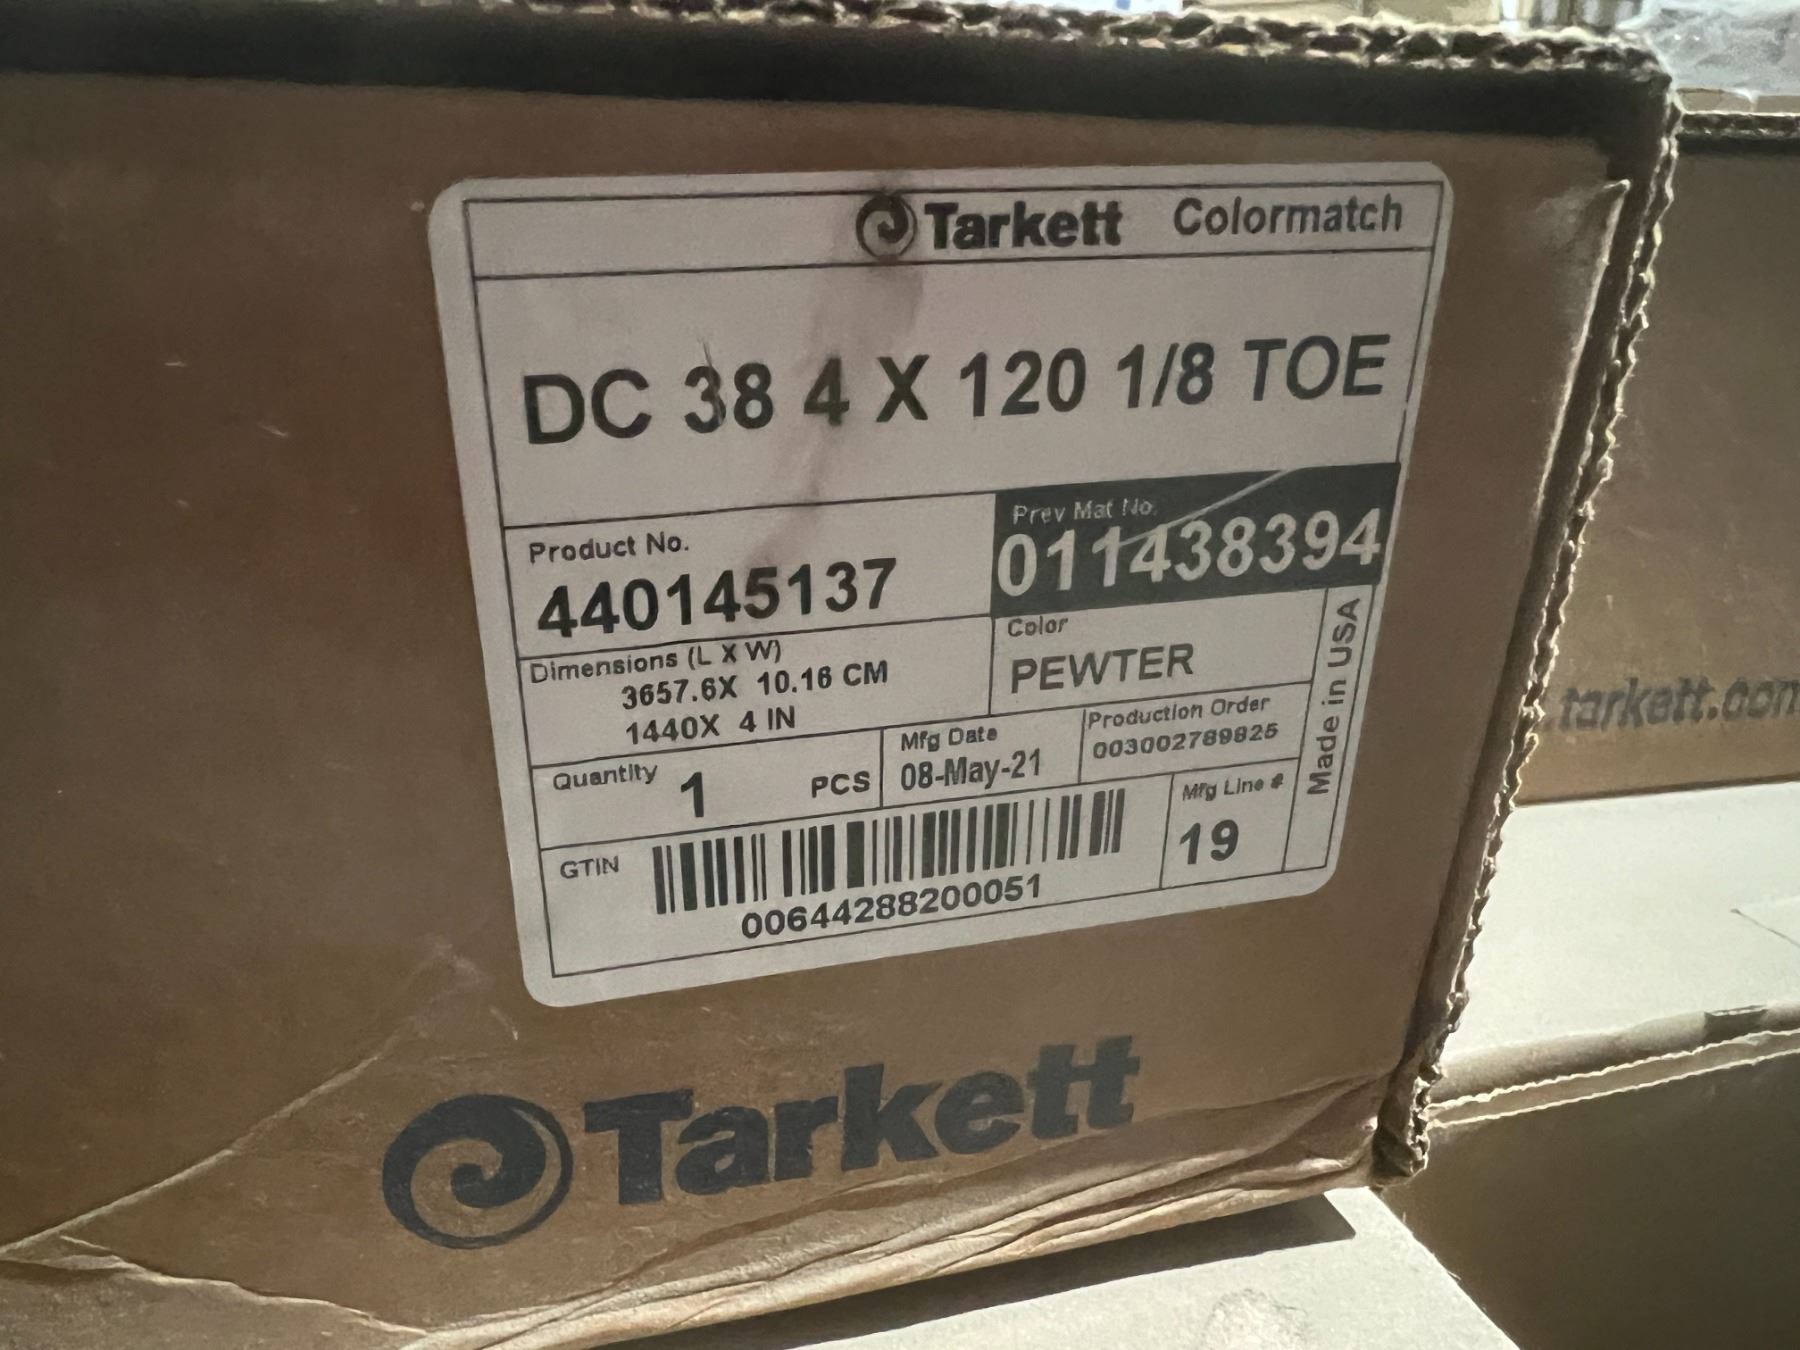 Tarkett Colormatch
DC 38 4 X 120 1/8 TOE
Product No.
440145137
Prev Mat No.
011438394
Dimensions (L X W)
3657.6X 10.16 CM
1440X 4 IN
Color
PEWTER
Made in USA
Quantity 1 PCS
Mfg Date
08-May-21
Production Order
003002789825
GTIN
00644288200051
Mfg Line #
19
Tarkett
.tarkett.com